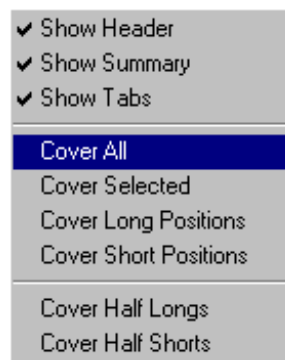 Show Header
Show Summary
Show Tabs
Cover All
Cover Selected
Cover Long Positions
Cover Short Positions
Cover Half Longs
Cover Half Shorts